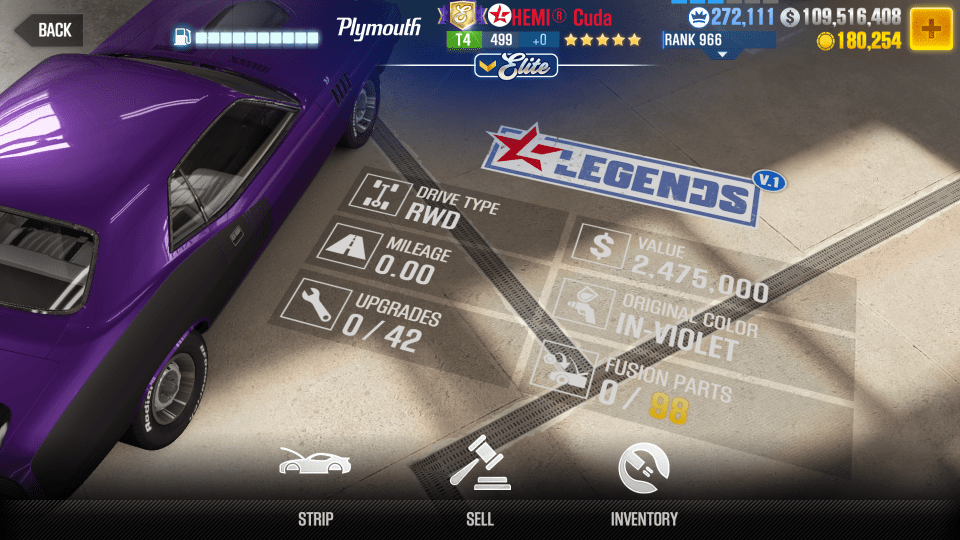 BACK
Plymouth
HEMI® Cuda
T4 499 +0
Elite
272,111
109,516,408
RANK 966
180,254
LEGENDS
V.1
DRIVE TYPE
RWD
MILEAGE
0.00
UPGRADES
0 / 42
VALUE
2,475,000
ORIGINAL COLOR
IN-VIOLET
FUSION PARTS
0 / 98
STRIP
SELL
INVENTORY